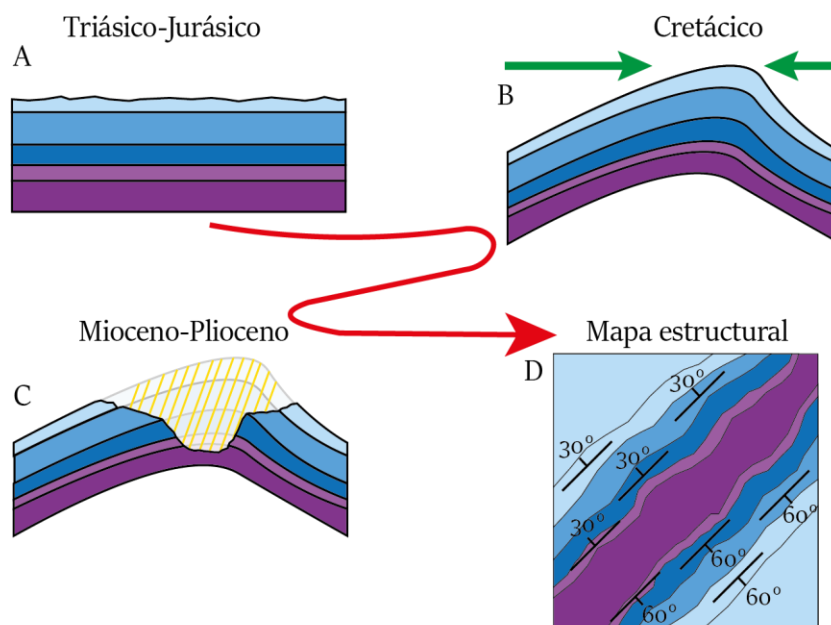 Triásico-Jurásico
A
Cretácico
B
Mioceno-Plioceno
C
Mapa estructural
D
30°
30°
30°
30°
60°
60°
60°
60°